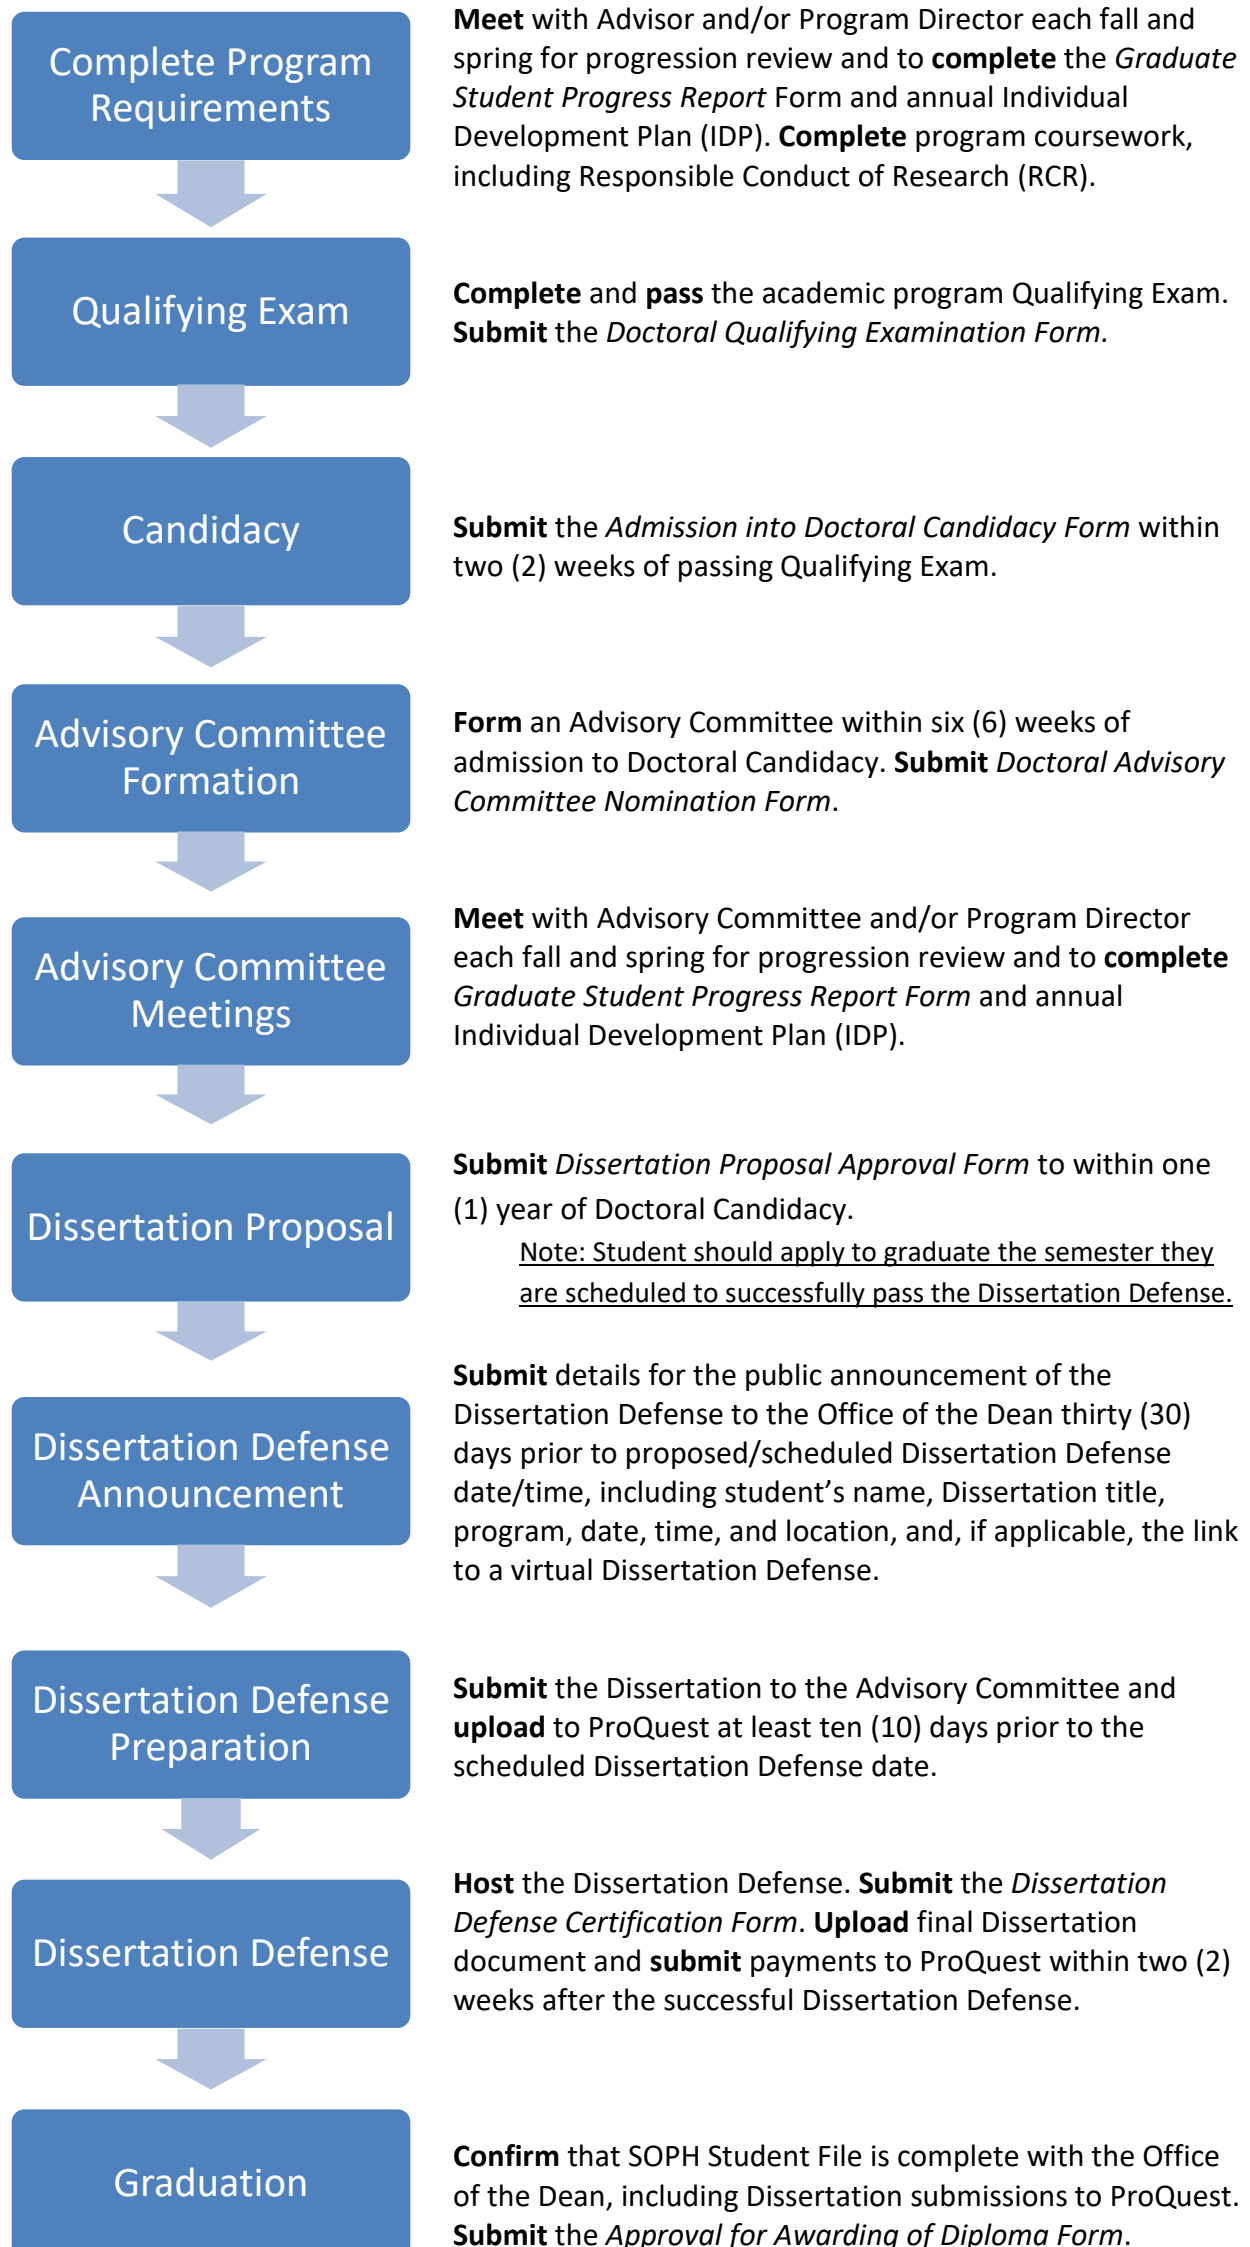 Complete Program
Requirements
Meet with Advisor and/or Program Director each fall and
spring for progression review and to complete the Graduate
Student Progress Report Form and annual Individual
Development Plan (IDP). Complete program coursework,
including Responsible Conduct of Research (RCR).
Qualifying Exam
Complete and pass the academic program Qualifying Exam.
Submit the Doctoral Qualifying Examination Form.
Candidacy
Submit the Admission into Doctoral Candidacy Form within
two (2) weeks of passing Qualifying Exam.
Advisory Committee
Formation
Form an Advisory Committee within six (6) weeks of
admission to Doctoral Candidacy. Submit Doctoral Advisory
Committee Nomination Form.
Advisory Committee
Meetings
Meet with Advisory Committee and/or Program Director
each fall and spring for progression review and to complete
Graduate Student Progress Report Form and annual
Individual Development Plan (IDP).
Dissertation Proposal
Submit Dissertation Proposal Approval Form to within one
(1) year of Doctoral Candidacy.
Note: Student should apply to graduate the semester they
are scheduled to successfully pass the Dissertation Defense.
Dissertation Defense
Announcement
Submit details for the public announcement of the
Dissertation Defense to the Office of the Dean thirty (30)
days prior to proposed/scheduled Dissertation Defense
date/time, including student’s name, Dissertation title,
program, date, time, and location, and, if applicable, the link
to a virtual Dissertation Defense.
Dissertation Defense
Preparation
Submit the Dissertation to the Advisory Committee and
upload to ProQuest at least ten (10) days prior to the
scheduled Dissertation Defense date.
Dissertation Defense
Host the Dissertation Defense. Submit the Dissertation
Defense Certification Form. Upload final Dissertation
document and submit payments to ProQuest within two (2)
weeks after the successful Dissertation Defense.
Graduation
Confirm that SOPH Student File is complete with the Office
of the Dean, including Dissertation submissions to ProQuest.
Submit the Approval for Awarding of Diploma Form.